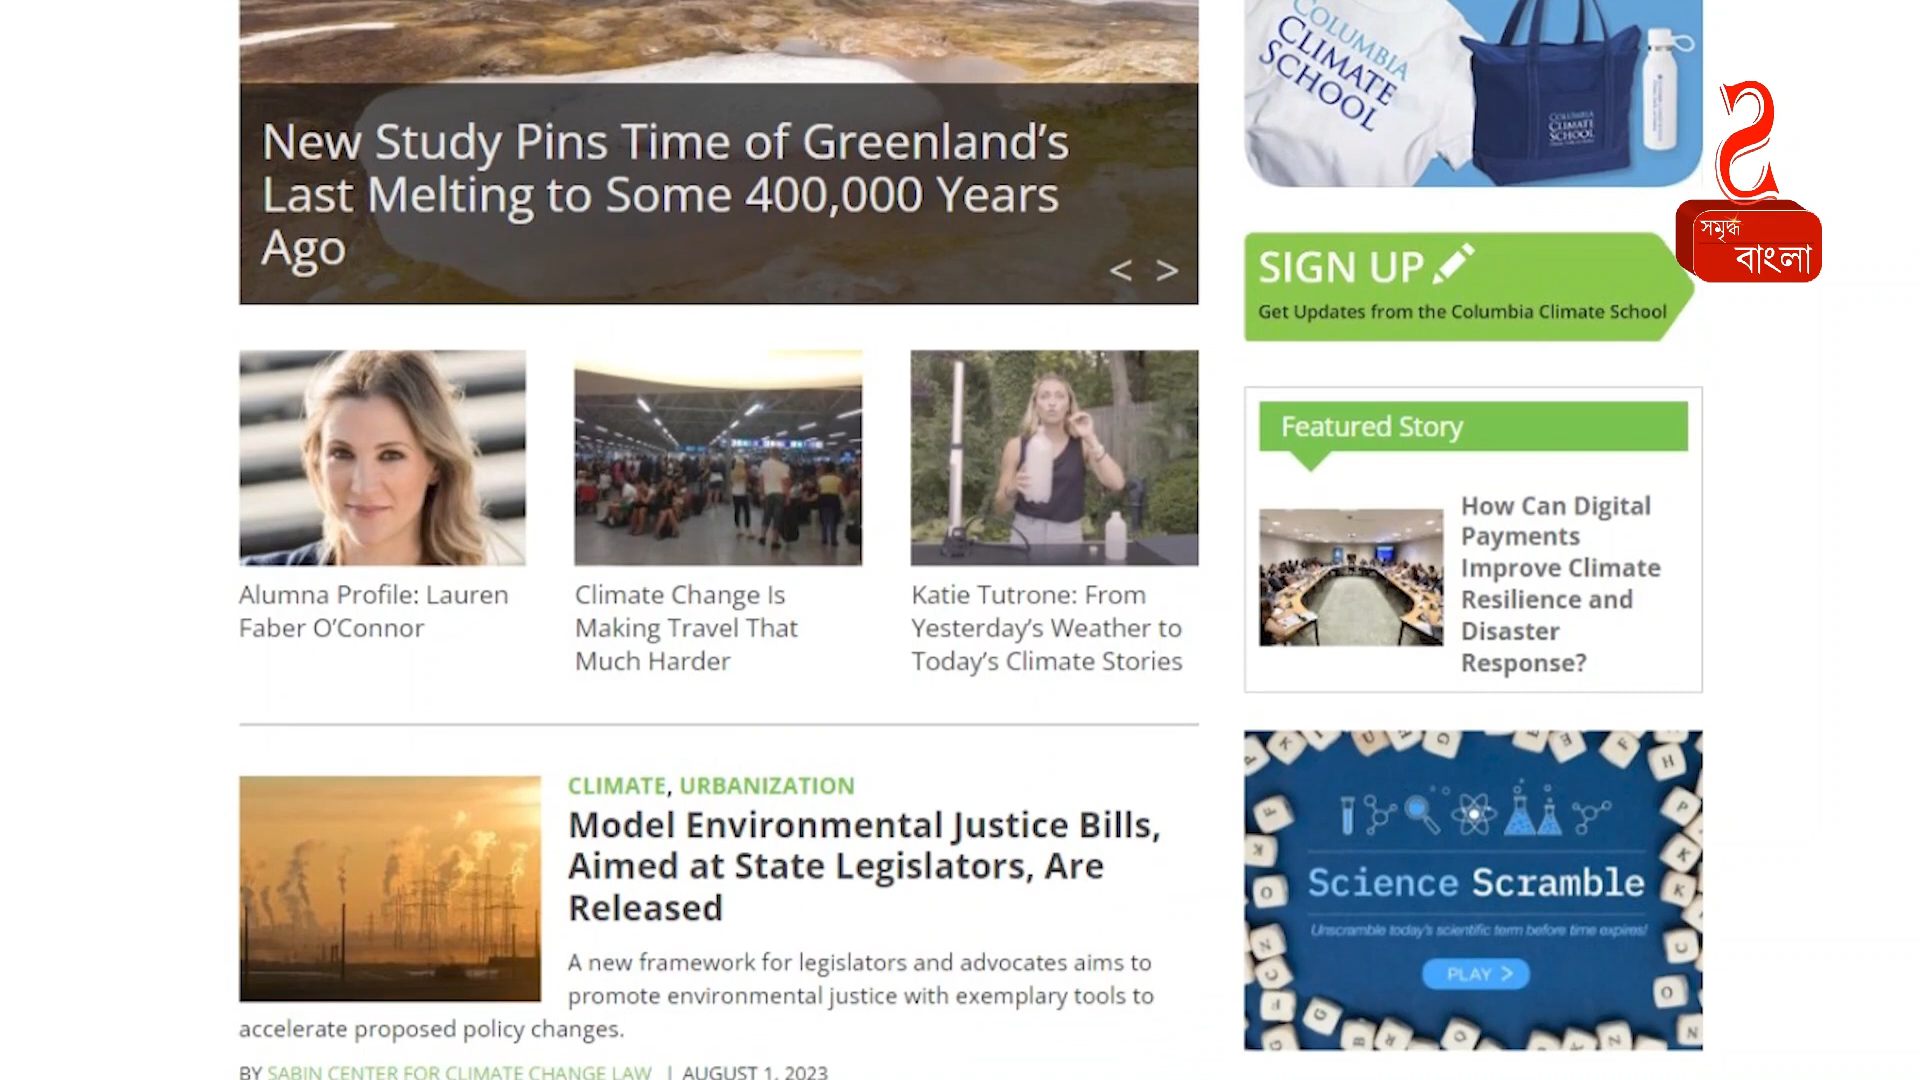 COLUMBIA
CLIMATE
SCHOOL
COLUMBIA
CLIMATE
SCHOOL
New Study Pins Time of Greenland’s
Last Melting to Some 400,000 Years
Ago
< >
সমৃদ্ধ
বাংলা
SIGN UP
Get Updates from the Columbia Climate School
Featured Story
How Can Digital
Payments
Improve Climate
Resilience and
Disaster
Response?
Alumna Profile: Lauren
Faber O’Connor
Climate Change Is
Making Travel That
Much Harder
Katie Tutrone: From
Yesterday’s Weather to
Today’s Climate Stories
CLIMATE, URBANIZATION
Model Environmental Justice Bills,
Aimed at State Legislators, Are
Released
A new framework for legislators and advocates aims to
promote environmental justice with exemplary tools to
accelerate proposed policy changes.
BY SABIN CENTER FOR CLIMATE CHANGE LAW | AUGUST 1, 2023
Science Scramble
Unscramble today's scientific term before time expires!
PLAY >